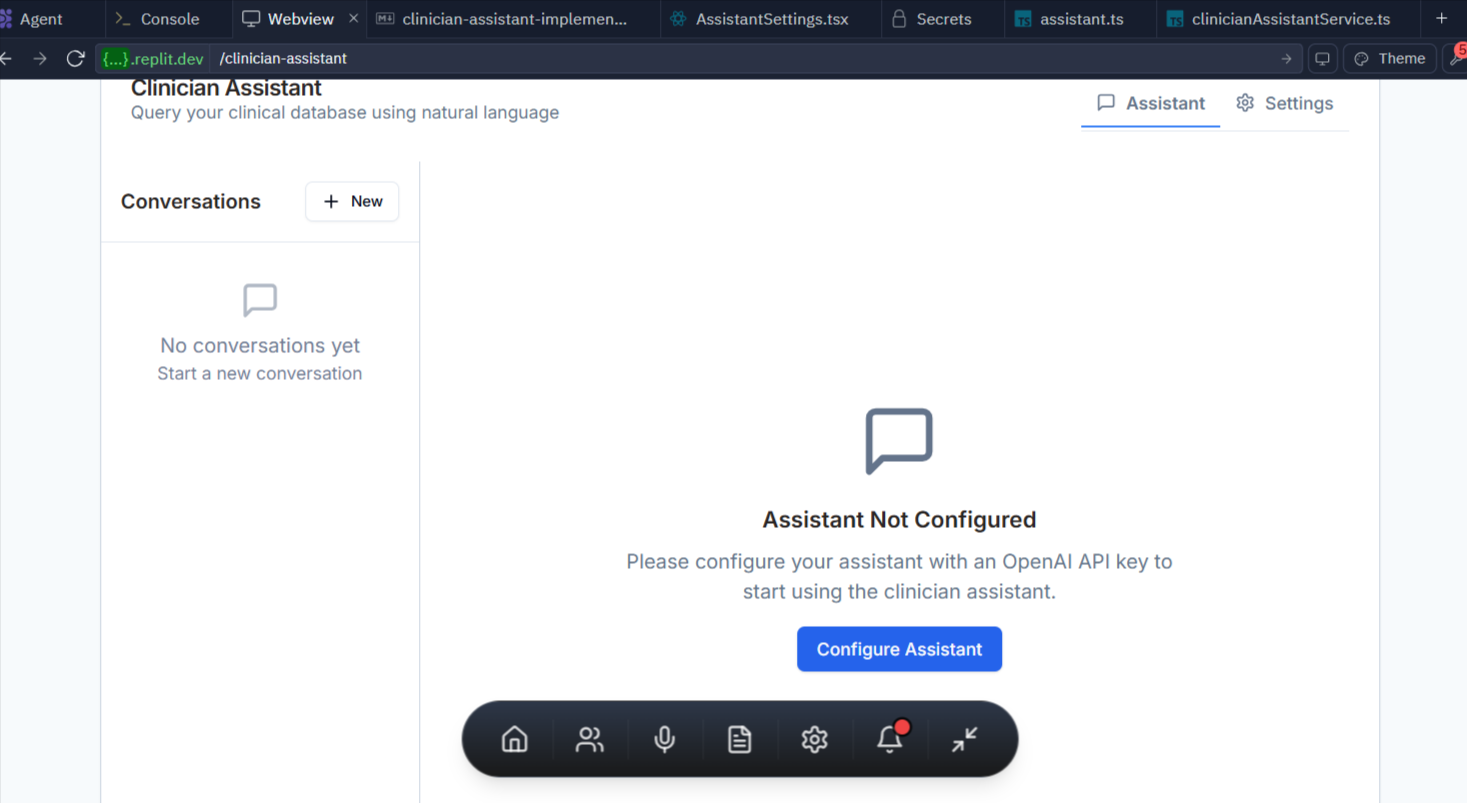 Agent
Console
Webview
clinician-assistant-implemen...
AssistantSettings.tsx
Secrets
TS assistant.ts
TS clinicianAssistantService.ts
{...}.replit.dev /clinician-assistant
Theme
5
Clinician Assistant
Query your clinical database using natural language
Assistant
Settings
Conversations
New
No conversations yet
Start a new conversation
Assistant Not Configured
Please configure your assistant with an OpenAI API key to
start using the clinician assistant.
Configure Assistant